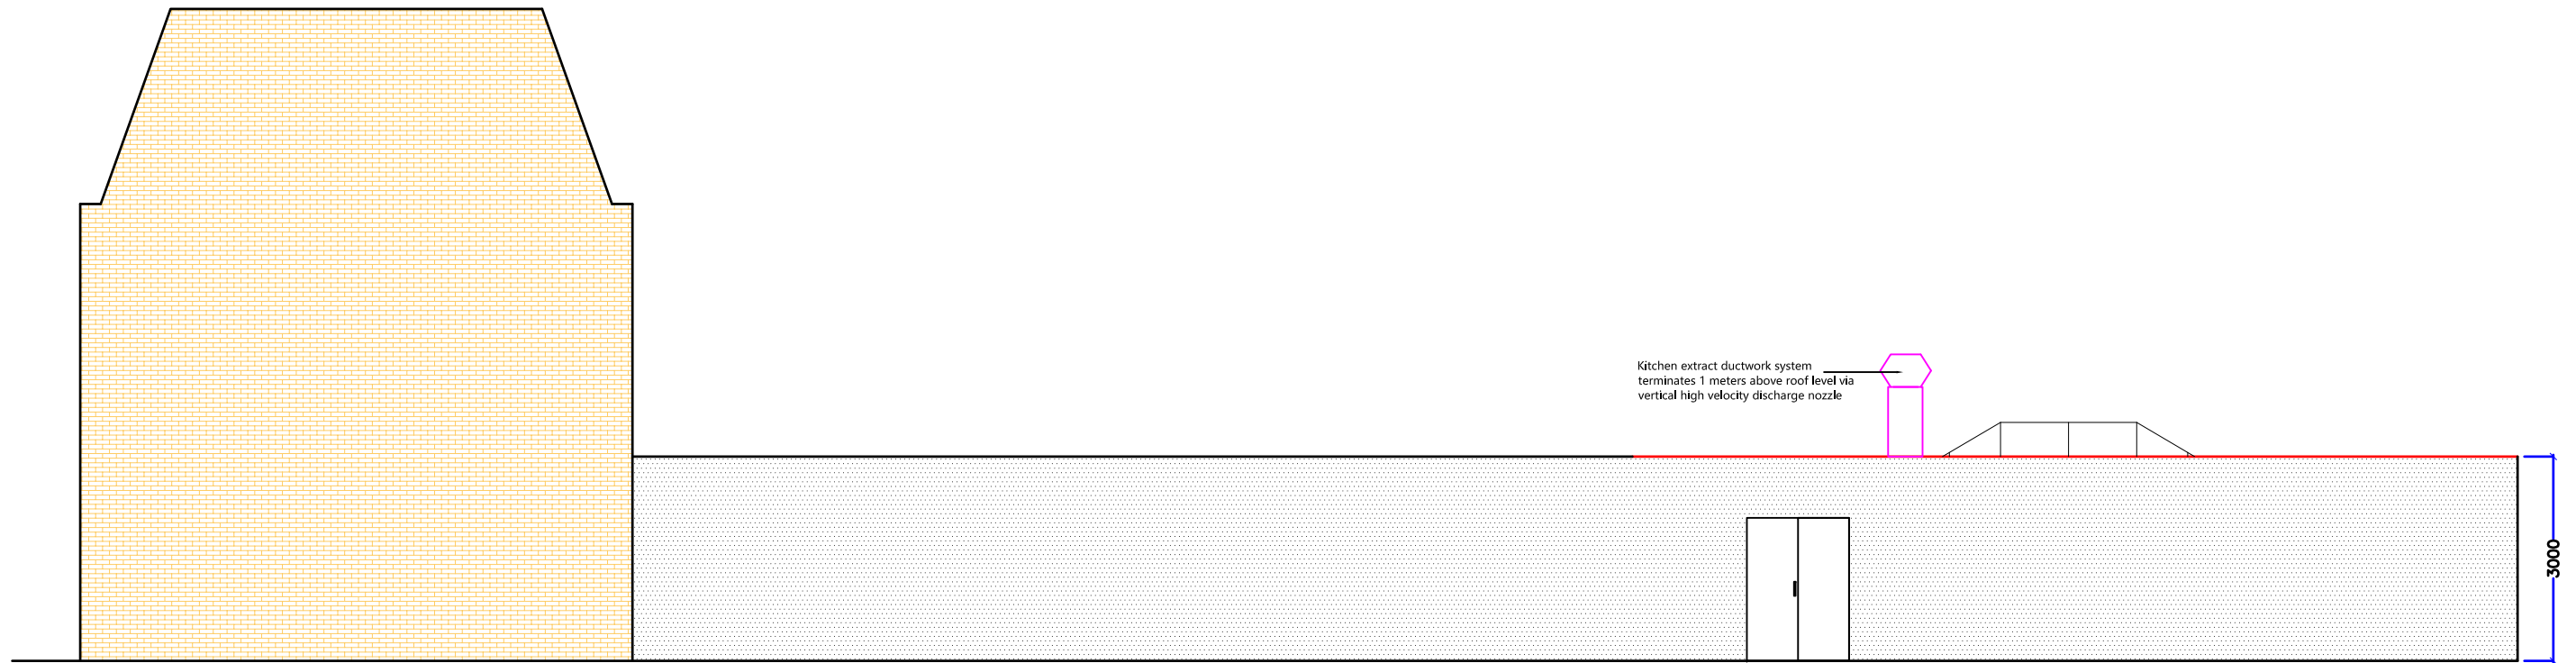 Kitchen extract ductwork system
terminates 1 meters above roof level via
vertical high velocity discharge nozzle
3000